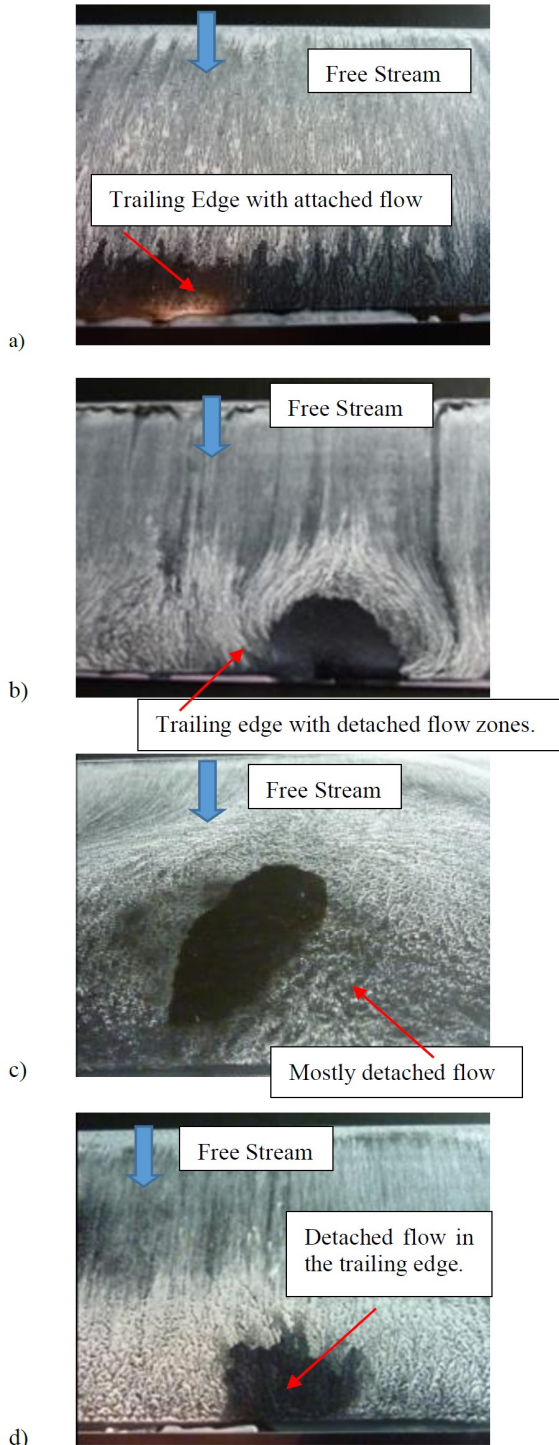 Free Stream
Trailing Edge with attached flow
a)
Free Stream
b)
Trailing edge with detached flow zones.
Free Stream
c)
Mostly detached flow
Free Stream
Detached flow in
the trailing edge.
d)